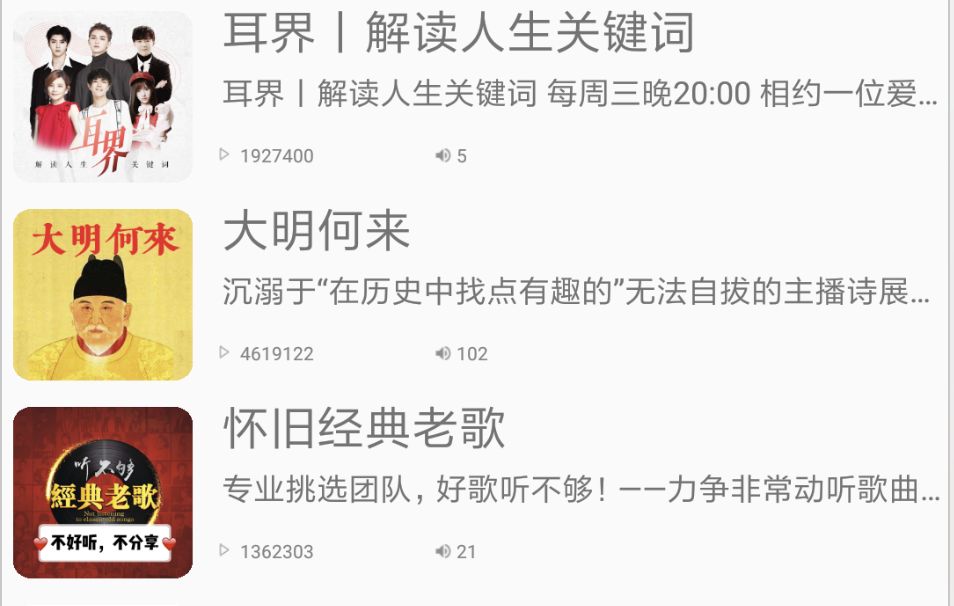 耳界丨解读人生关键词
耳界丨解读人生关键词 每周三晚20:00 相约一位爱...
1927400
5
耳界
解读人生 关键词
大明何来
沉溺于“在历史中找点有趣的”无法自拔的主播诗展...
4619122
102
大明何來
怀旧经典老歌
专业挑选团队，好歌听不够！——力争非常动听歌曲...
1362303
21
听不够
經典老歌
Not listening
to classic old songs
不好听，不分享